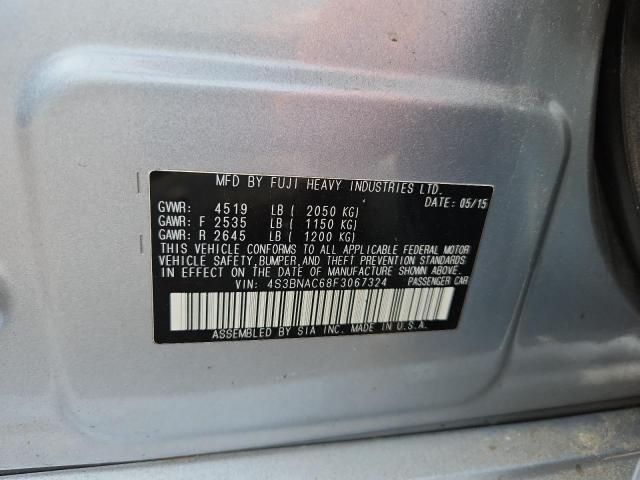 MFD BY FUJI HEAVY INDUSTRIES LTD.
DATE: 05/15
GVWR: 4519 LB ( 2050 KG)
GAWR: F 2535 LB ( 1150 KG)
GAWR: R 2645 LB ( 1200 KG)
THIS VEHICLE CONFORMS TO ALL APPLICABLE FEDERAL MOTOR
VEHICLE SAFETY, BUMPER, AND THEFT PREVENTION STANDARDS
IN EFFECT ON THE DATE OF MANUFACTURE SHOWN ABOVE.
VIN: 4S3BNAC68F3067324 PASSENGER CAR
ASSEMBLED BY SIA INC. MADE IN U.S.A.